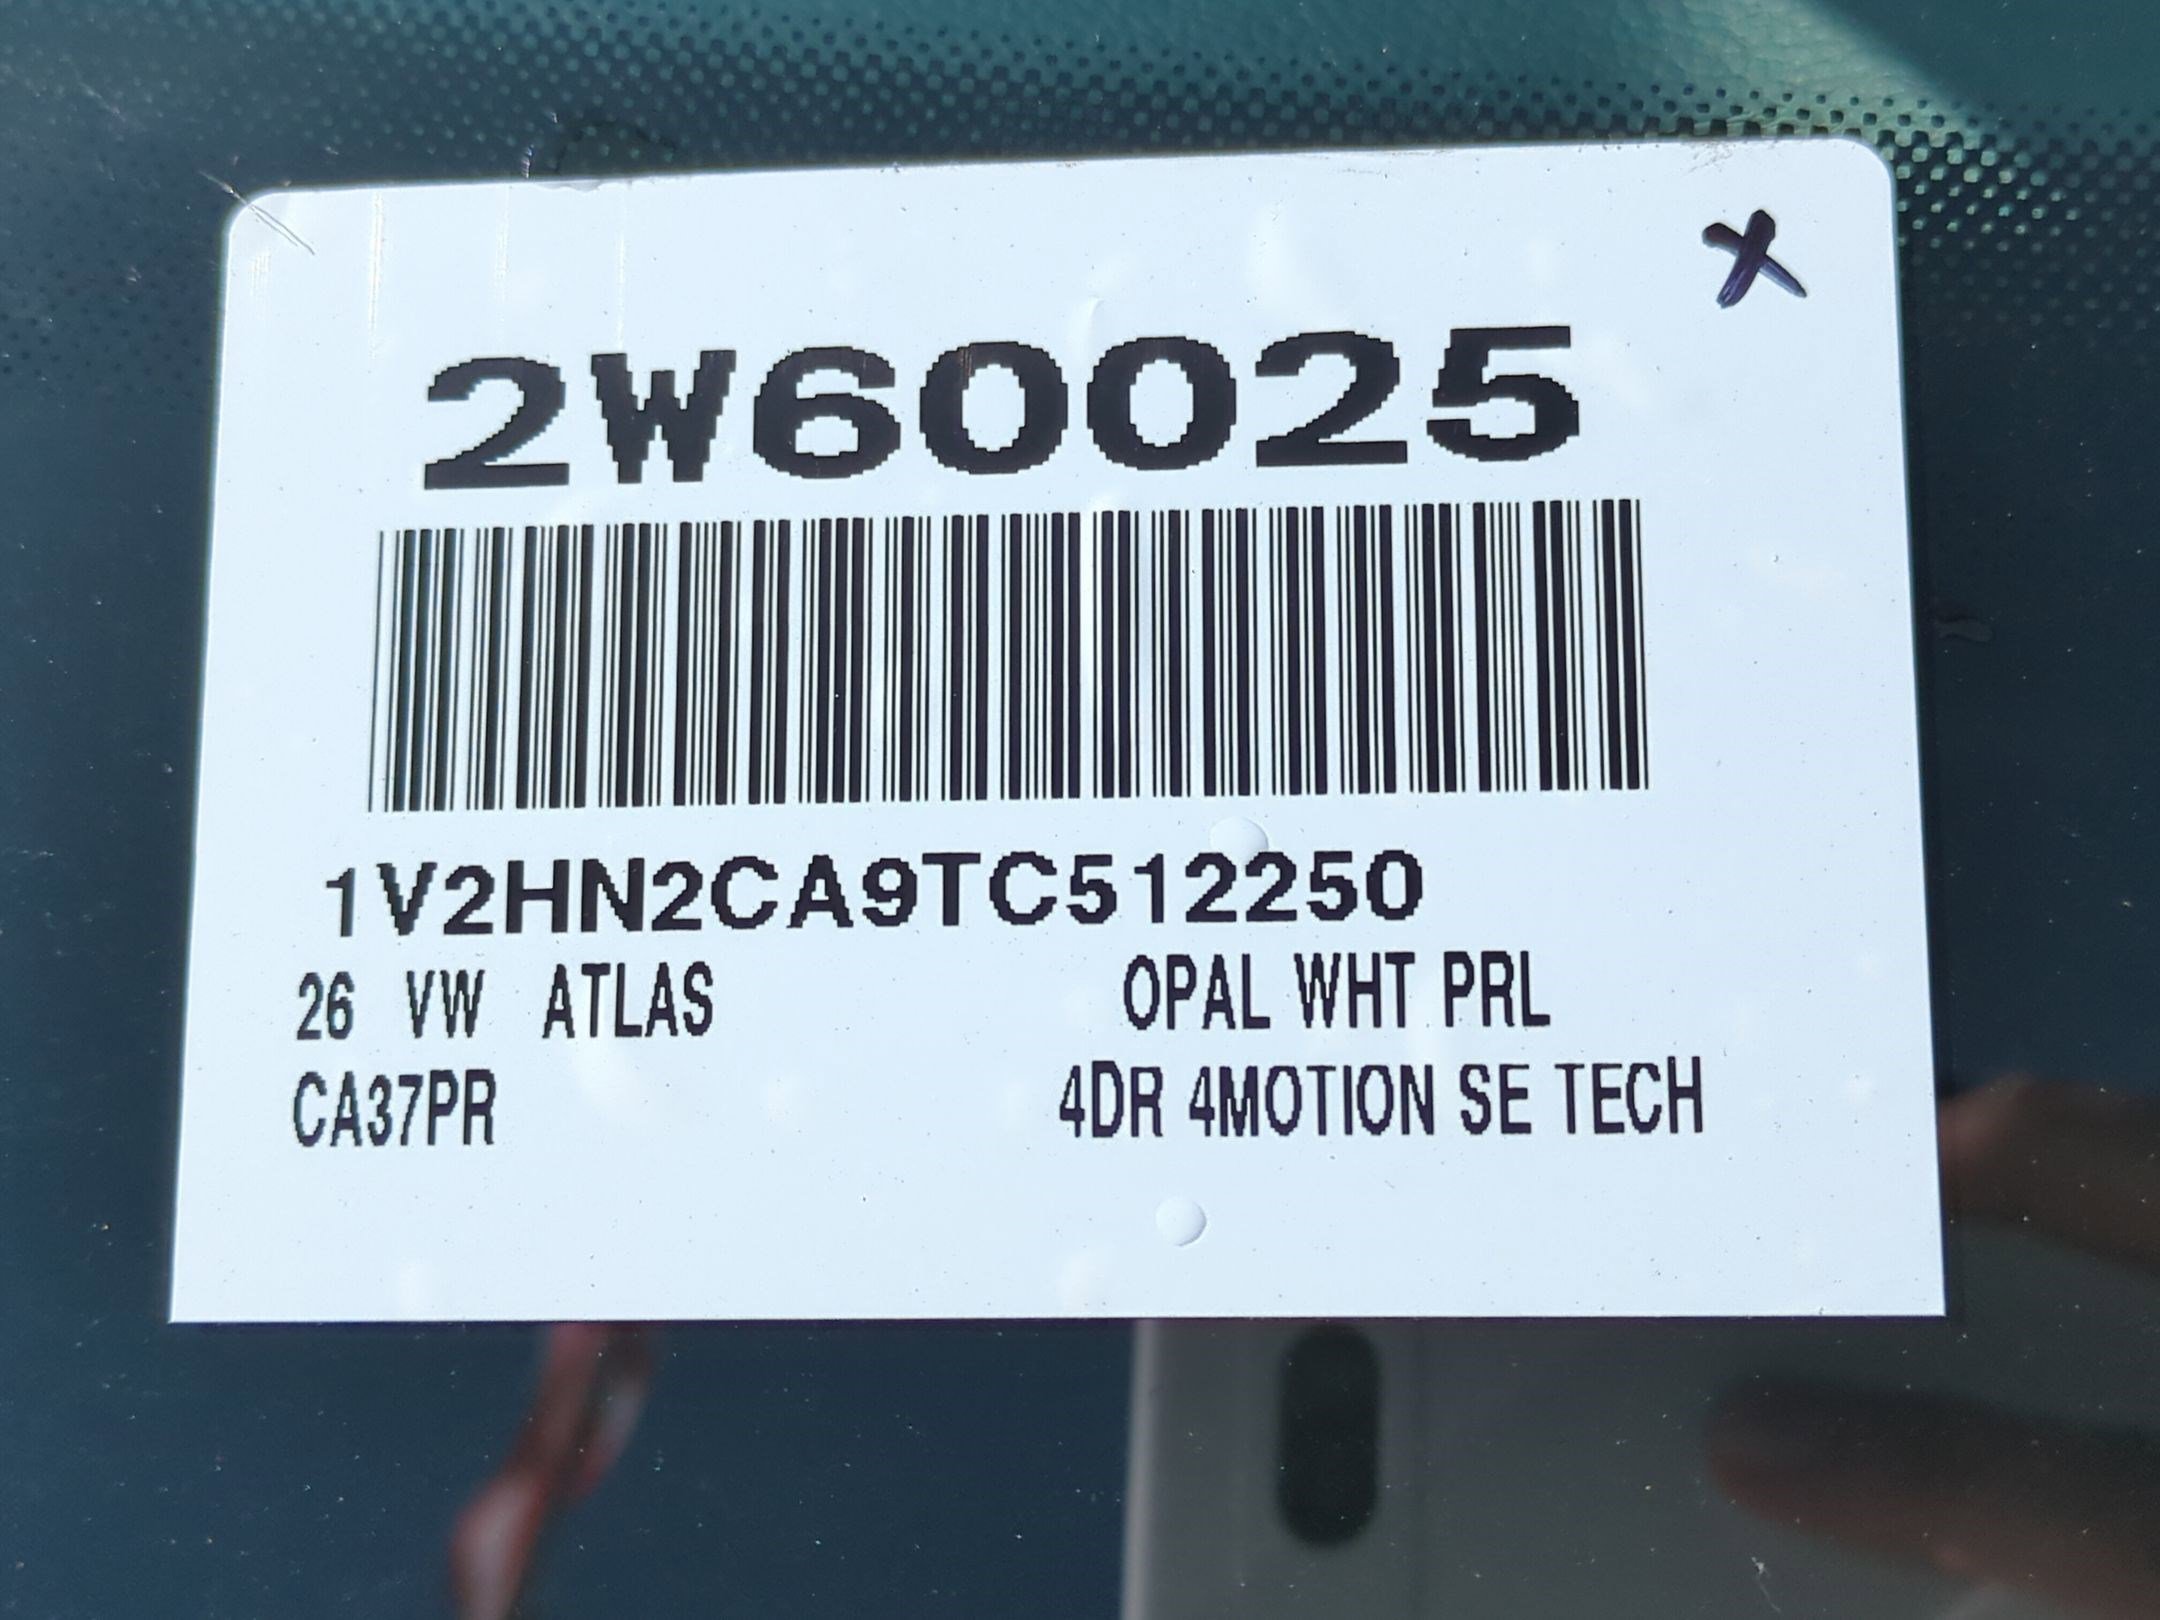 X
2W60025
1V2HN2CA9TC512250
26 VW ATLAS OPAL WHT PRL
CA37PR 4DR 4MOTION SE TECH